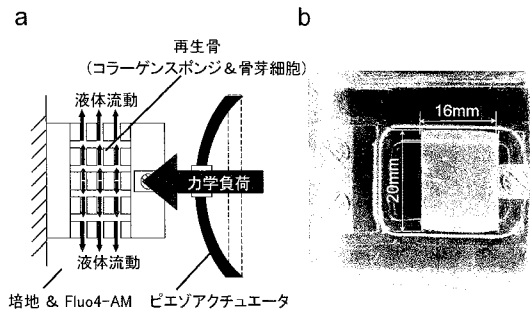 a
b
再生骨
(コラーゲンスポンジ＆骨芽細胞)
液体流動
力学負荷
液体流動
培地 & Fluo4-AM
ピエゾアクチュエータ
16mm
20mm